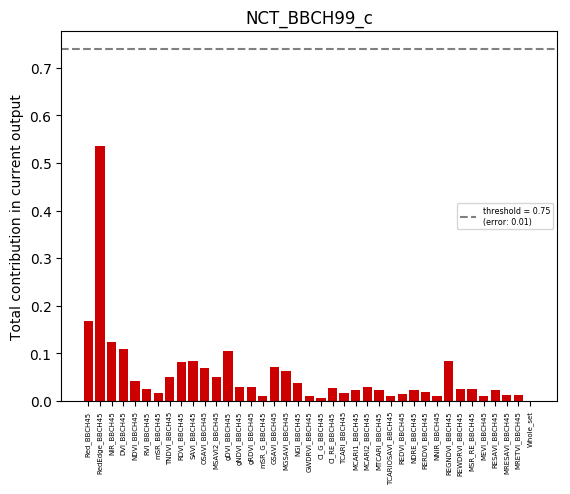 NCT_BBCH99_c
Total contribution in current output
0.7
0.6
0.5
0.4
0.3
0.2
0.1
0.0
threshold = 0.75
(error: 0.01)
Red_BBCH45
RedEdge_BBCH45
NIR_BBCH45
DVI_BBCH45
NDVI_BBCH45
RVI_BBCH45
mSR_BBCH45
TNDVI_BBCH45
RDVI_BBCH45
SAVI_BBCH45
OSAVI_BBCH45
MSAVI2_BBCH45
gDVI_BBCH45
gNDVI_BBCH45
gRDVI_BBCH45
mSR_G_BBCH45
GSAVI_BBCH45
MGSAVI_BBCH45
NGI_BBCH45
GWDRVI_BBCH45
CI_G_BBCH45
CI_RE_BBCH45
TCARI_BBCH45
MCARI1_BBCH45
MCARI2_BBCH45
MTCARI_BBCH45
TCARIOSAVI_BBCH45
REDVI_BBCH45
NDRE_BBCH45
RERDVI_BBCH45
NNIR_BBCH45
REGNDVI_BBCH45
REWDRVI_BBCH45
MSR_RE_BBCH45
MEVI_BBCH45
RESAVI_BBCH45
MRESAVI_BBCH45
MRETVI_BBCH45
Whole_set